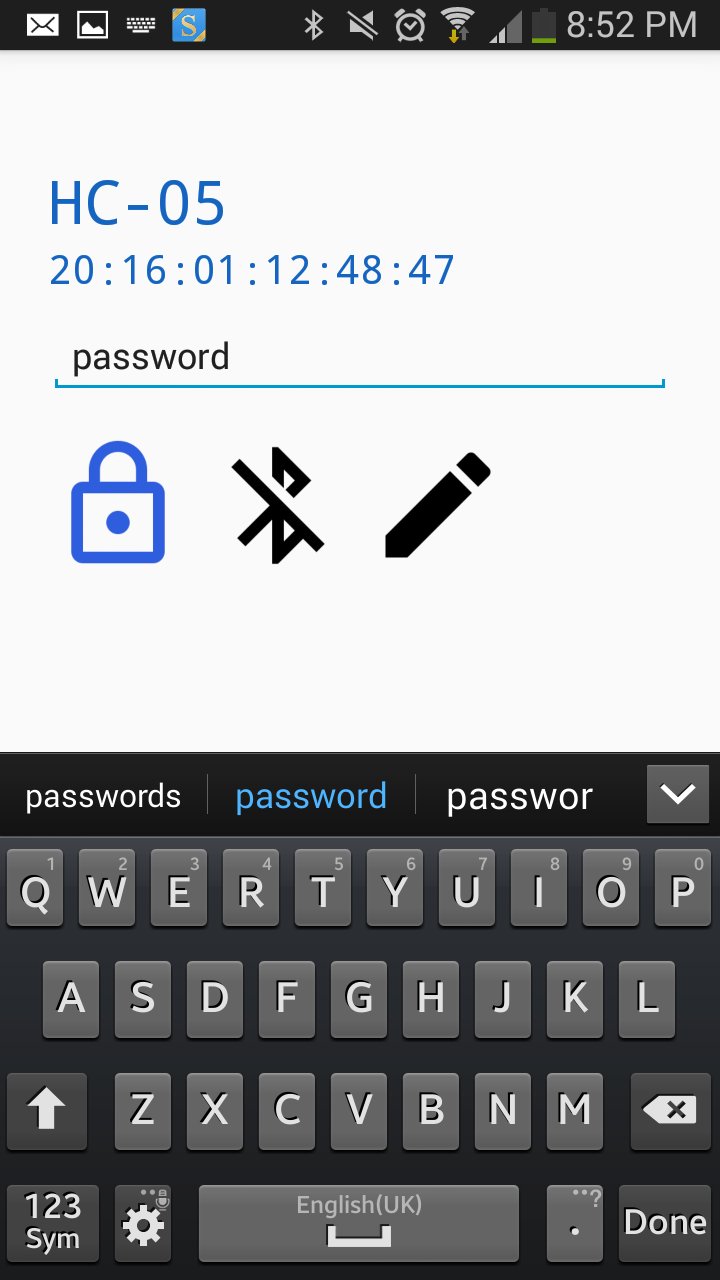 S 8:52 PM
HC-05
20:16:01:12:48:47
password
passwords password passwor
1 2 3 4 5 6 7 8 9 0
Q W E R T Y U I O P
A S D F G H J K L
Z X C V B N M
123 English(UK) ?
Sym . Done